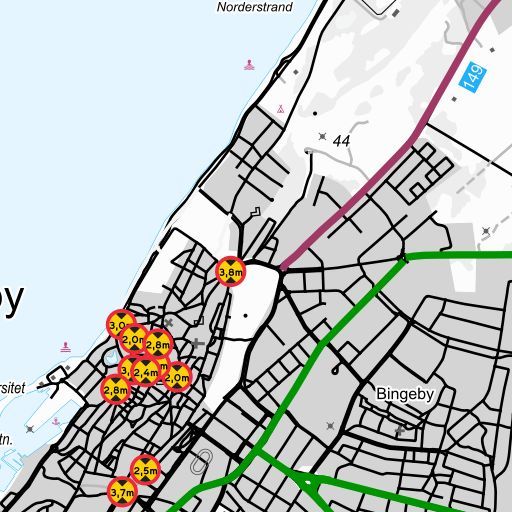 Norderstrand
149
44
3,8m
by
3,0
2,0m
2,8m
2,4m
2,0m
2,8m
rsitet
Bingeby
tn.
2,5m
3,7m